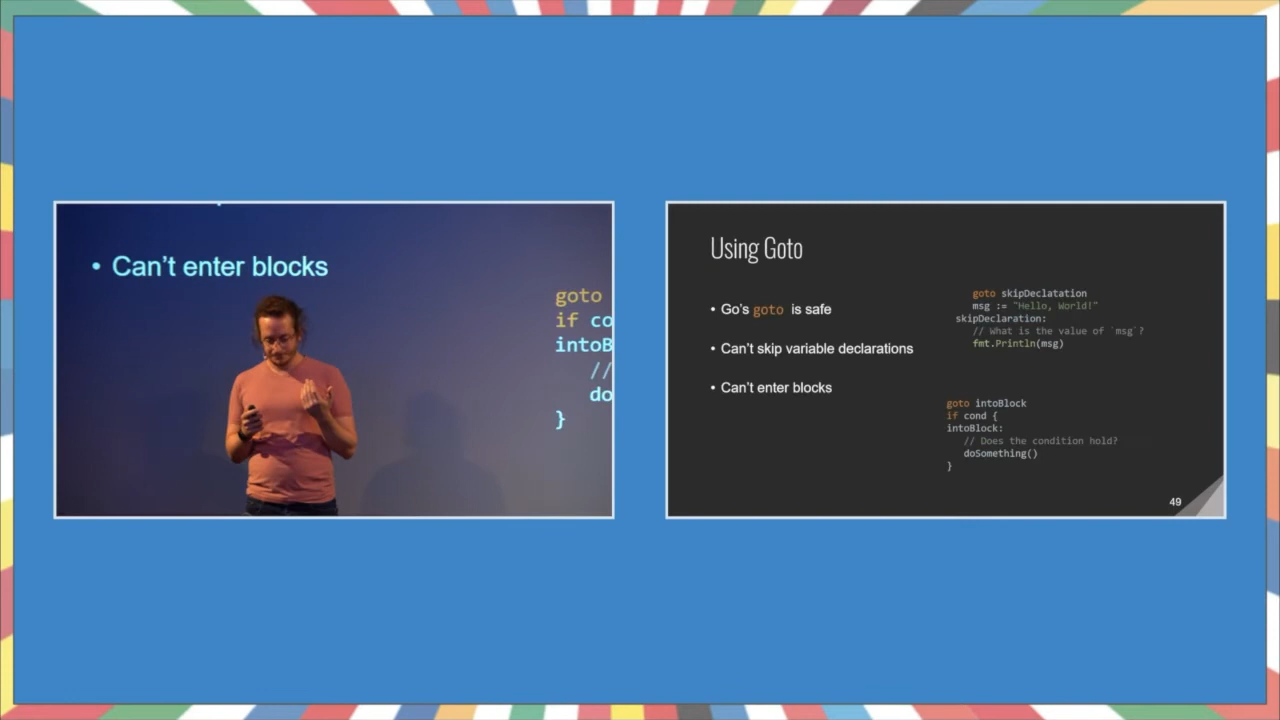 • Can't enter blocks
goto
if co
intoB
//
do
}
Using Goto
• Go's goto is safe
• Can't skip variable declarations
• Can't enter blocks
goto skipDeclatation
msg := "Hello, World!"
skipDeclaration:
// What is the value of `msg`?
fmt.Println(msg)
goto intoBlock
if cond {
intoBlock:
// Does the condition hold?
doSomething()
}
49